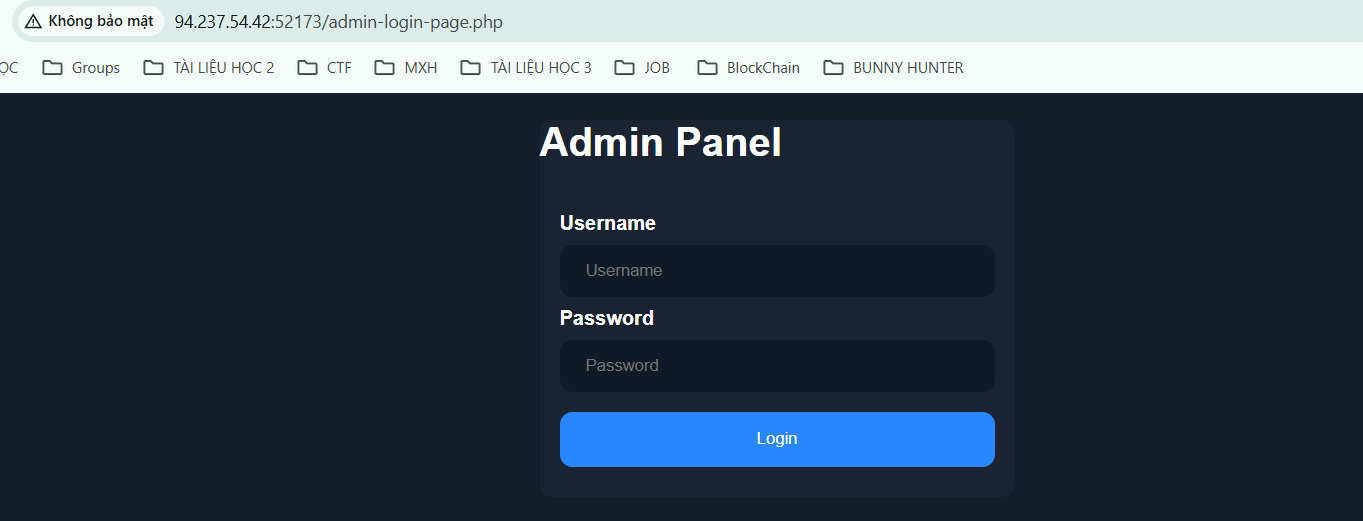 Không bảo mật 94.237.54.42:52173/admin-login-page.php
ỌC Groups TÀI LIỆU HỌC 2 CTF MXH TÀI LIỆU HỌC 3 JOB BlockChain BUNNY HUNTER
Admin Panel
Username
Username
Password
Password
Login